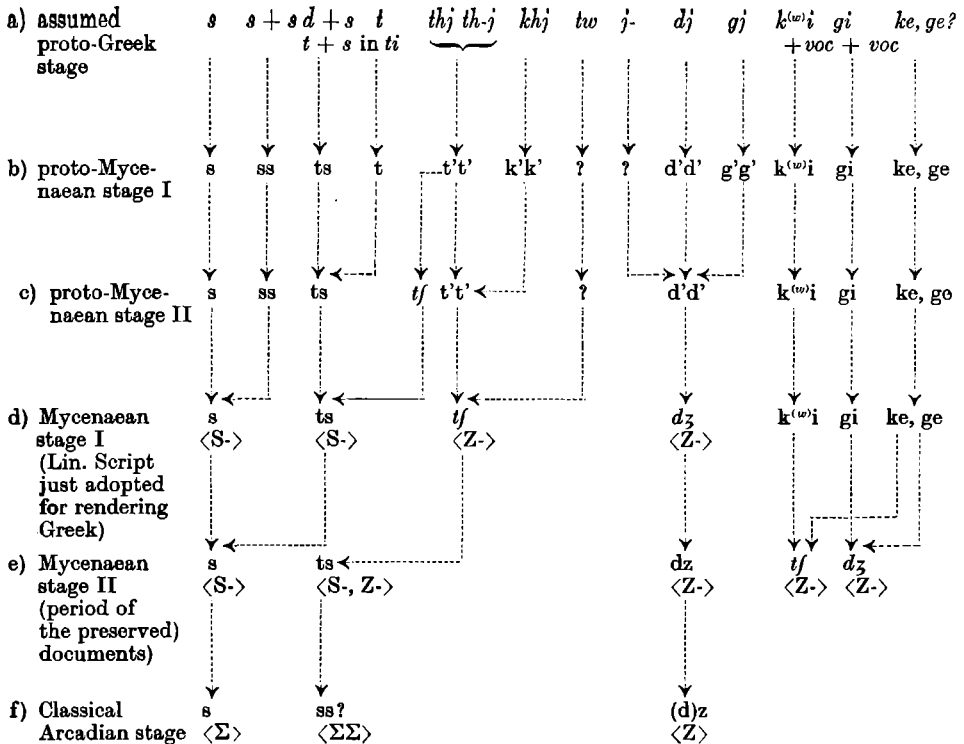 a) assumed s s + s d + s t thj th-j khj tw j- dj gj k(w)i gi ke, ge?
proto-Greek t + s in ti + voc + voc
stage
b) proto-Myce- s ss ts t t’t’ k’k’ ? ? d’d’ g’g’ k(w)i gi ke, ge
naean stage I
c) proto-Myce- s ss ts tʃ t’t’ ? d’d’ k(w)i gi ke, ge
naean stage II
d) Mycenaean s ts tʃ dʒ k(w)i gi ke, ge
stage I ⟨S-⟩ ⟨S-⟩ ⟨Z-⟩ ⟨Z-⟩
(Lin. Script
just adopted
for rendering
Greek)
e) Mycenaean s ts dz tʃ dʒ
stage II ⟨S-⟩ ⟨S-, Z-⟩ ⟨Z-⟩ ⟨Z-⟩ ⟨Z-⟩
(period of
the preserved)
documents)
f) Classical s ss? (d)z
Arcadian stage ⟨Σ⟩ ⟨ΣΣ⟩ ⟨Z⟩